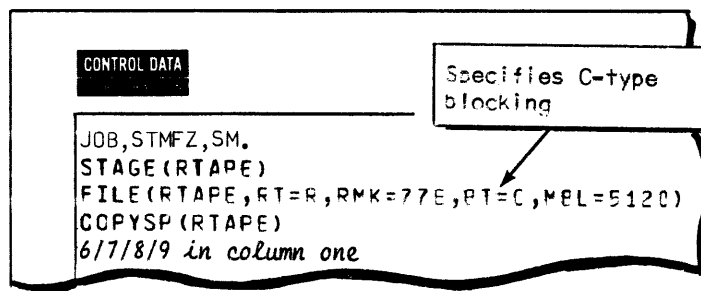 CONTROL DATA
Specifies C-type
blocking
JOB,STMFZ,SM.
STAGE(RTAPE)
FILE(RTAPE,RT=R,RMK=77B,BT=C,MBL=5120)
COPYSP(RTAPE)
6/7/8/9 in column one